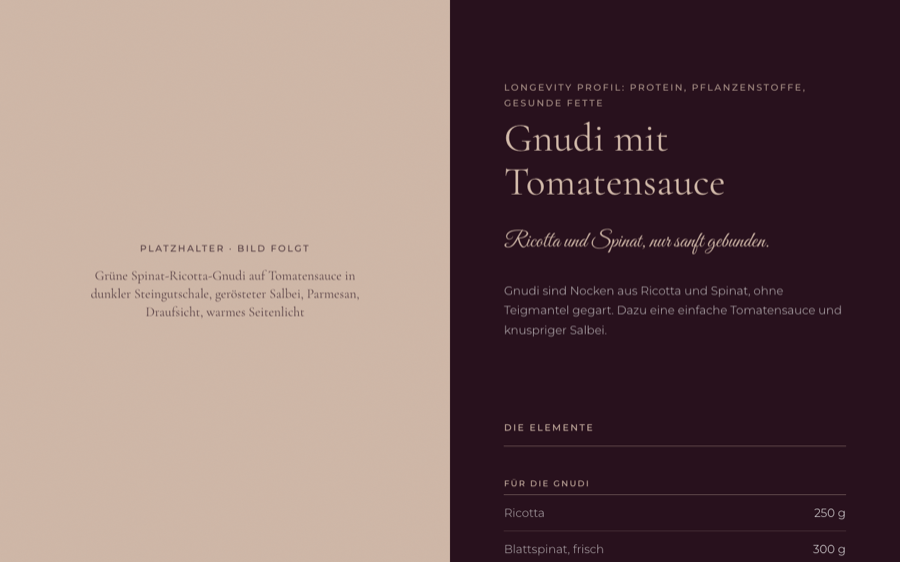 PLATZHALTER · BILD FOLGT
Grüne Spinat-Ricotta-Gnudi auf Tomatensauce in
dunkler Steingutschale, gerösteter Salbei, Parmesan,
Draufsicht, warmes Seitenlicht
LONGEVITY PROFIL: PROTEIN, PFLANZENSTOFFE,
GESUNDE FETTE
Gnudi mit
Tomatensauce
Ricotta und Spinat, nur sanft gebunden.
Gnudi sind Nocken aus Ricotta und Spinat, ohne
Teigmantel gegart. Dazu eine einfache Tomatensauce und
knuspriger Salbei.
DIE ELEMENTE
FÜR DIE GNUDI
Ricotta 250 g
Blattspinat, frisch 300 g